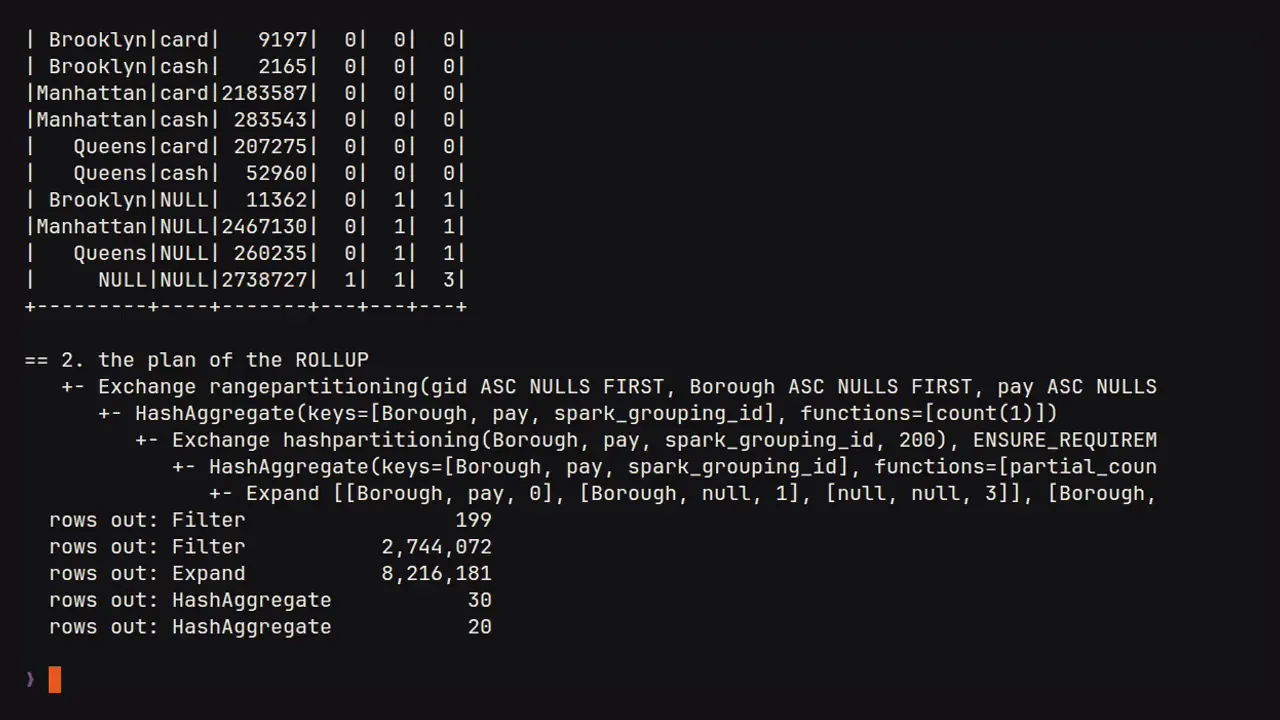 | Brooklyn|card|   9197|  0|  0|  0|
| Brooklyn|cash|   2165|  0|  0|  0|
|Manhattan|card|2183587|  0|  0|  0|
|Manhattan|cash| 283543|  0|  0|  0|
|   Queens|card| 207275|  0|  0|  0|
|   Queens|cash|  52960|  0|  0|  0|
| Brooklyn|NULL|  11362|  0|  1|  1|
|Manhattan|NULL|2467130|  0|  1|  1|
|   Queens|NULL| 260235|  0|  1|  1|
|     NULL|NULL|2738727|  1|  1|  3|
+---------+----+-------+---+---+---+
== 2. the plan of the ROLLUP
   +- Exchange rangepartitioning(gid ASC NULLS FIRST, Borough ASC NULLS FIRST, pay ASC NULLS
      +- HashAggregate(keys=[Borough, pay, spark_grouping_id], functions=[count(1)])
         +- Exchange hashpartitioning(Borough, pay, spark_grouping_id, 200), ENSURE_REQUIREM
            +- HashAggregate(keys=[Borough, pay, spark_grouping_id], functions=[partial_coun
               +- Expand [[Borough, pay, 0], [Borough, null, 1], [null, null, 3]], [Borough,
  rows out: Filter                 199
  rows out: Filter           2,744,072
  rows out: Expand           8,216,181
  rows out: HashAggregate           30
  rows out: HashAggregate           20
❯